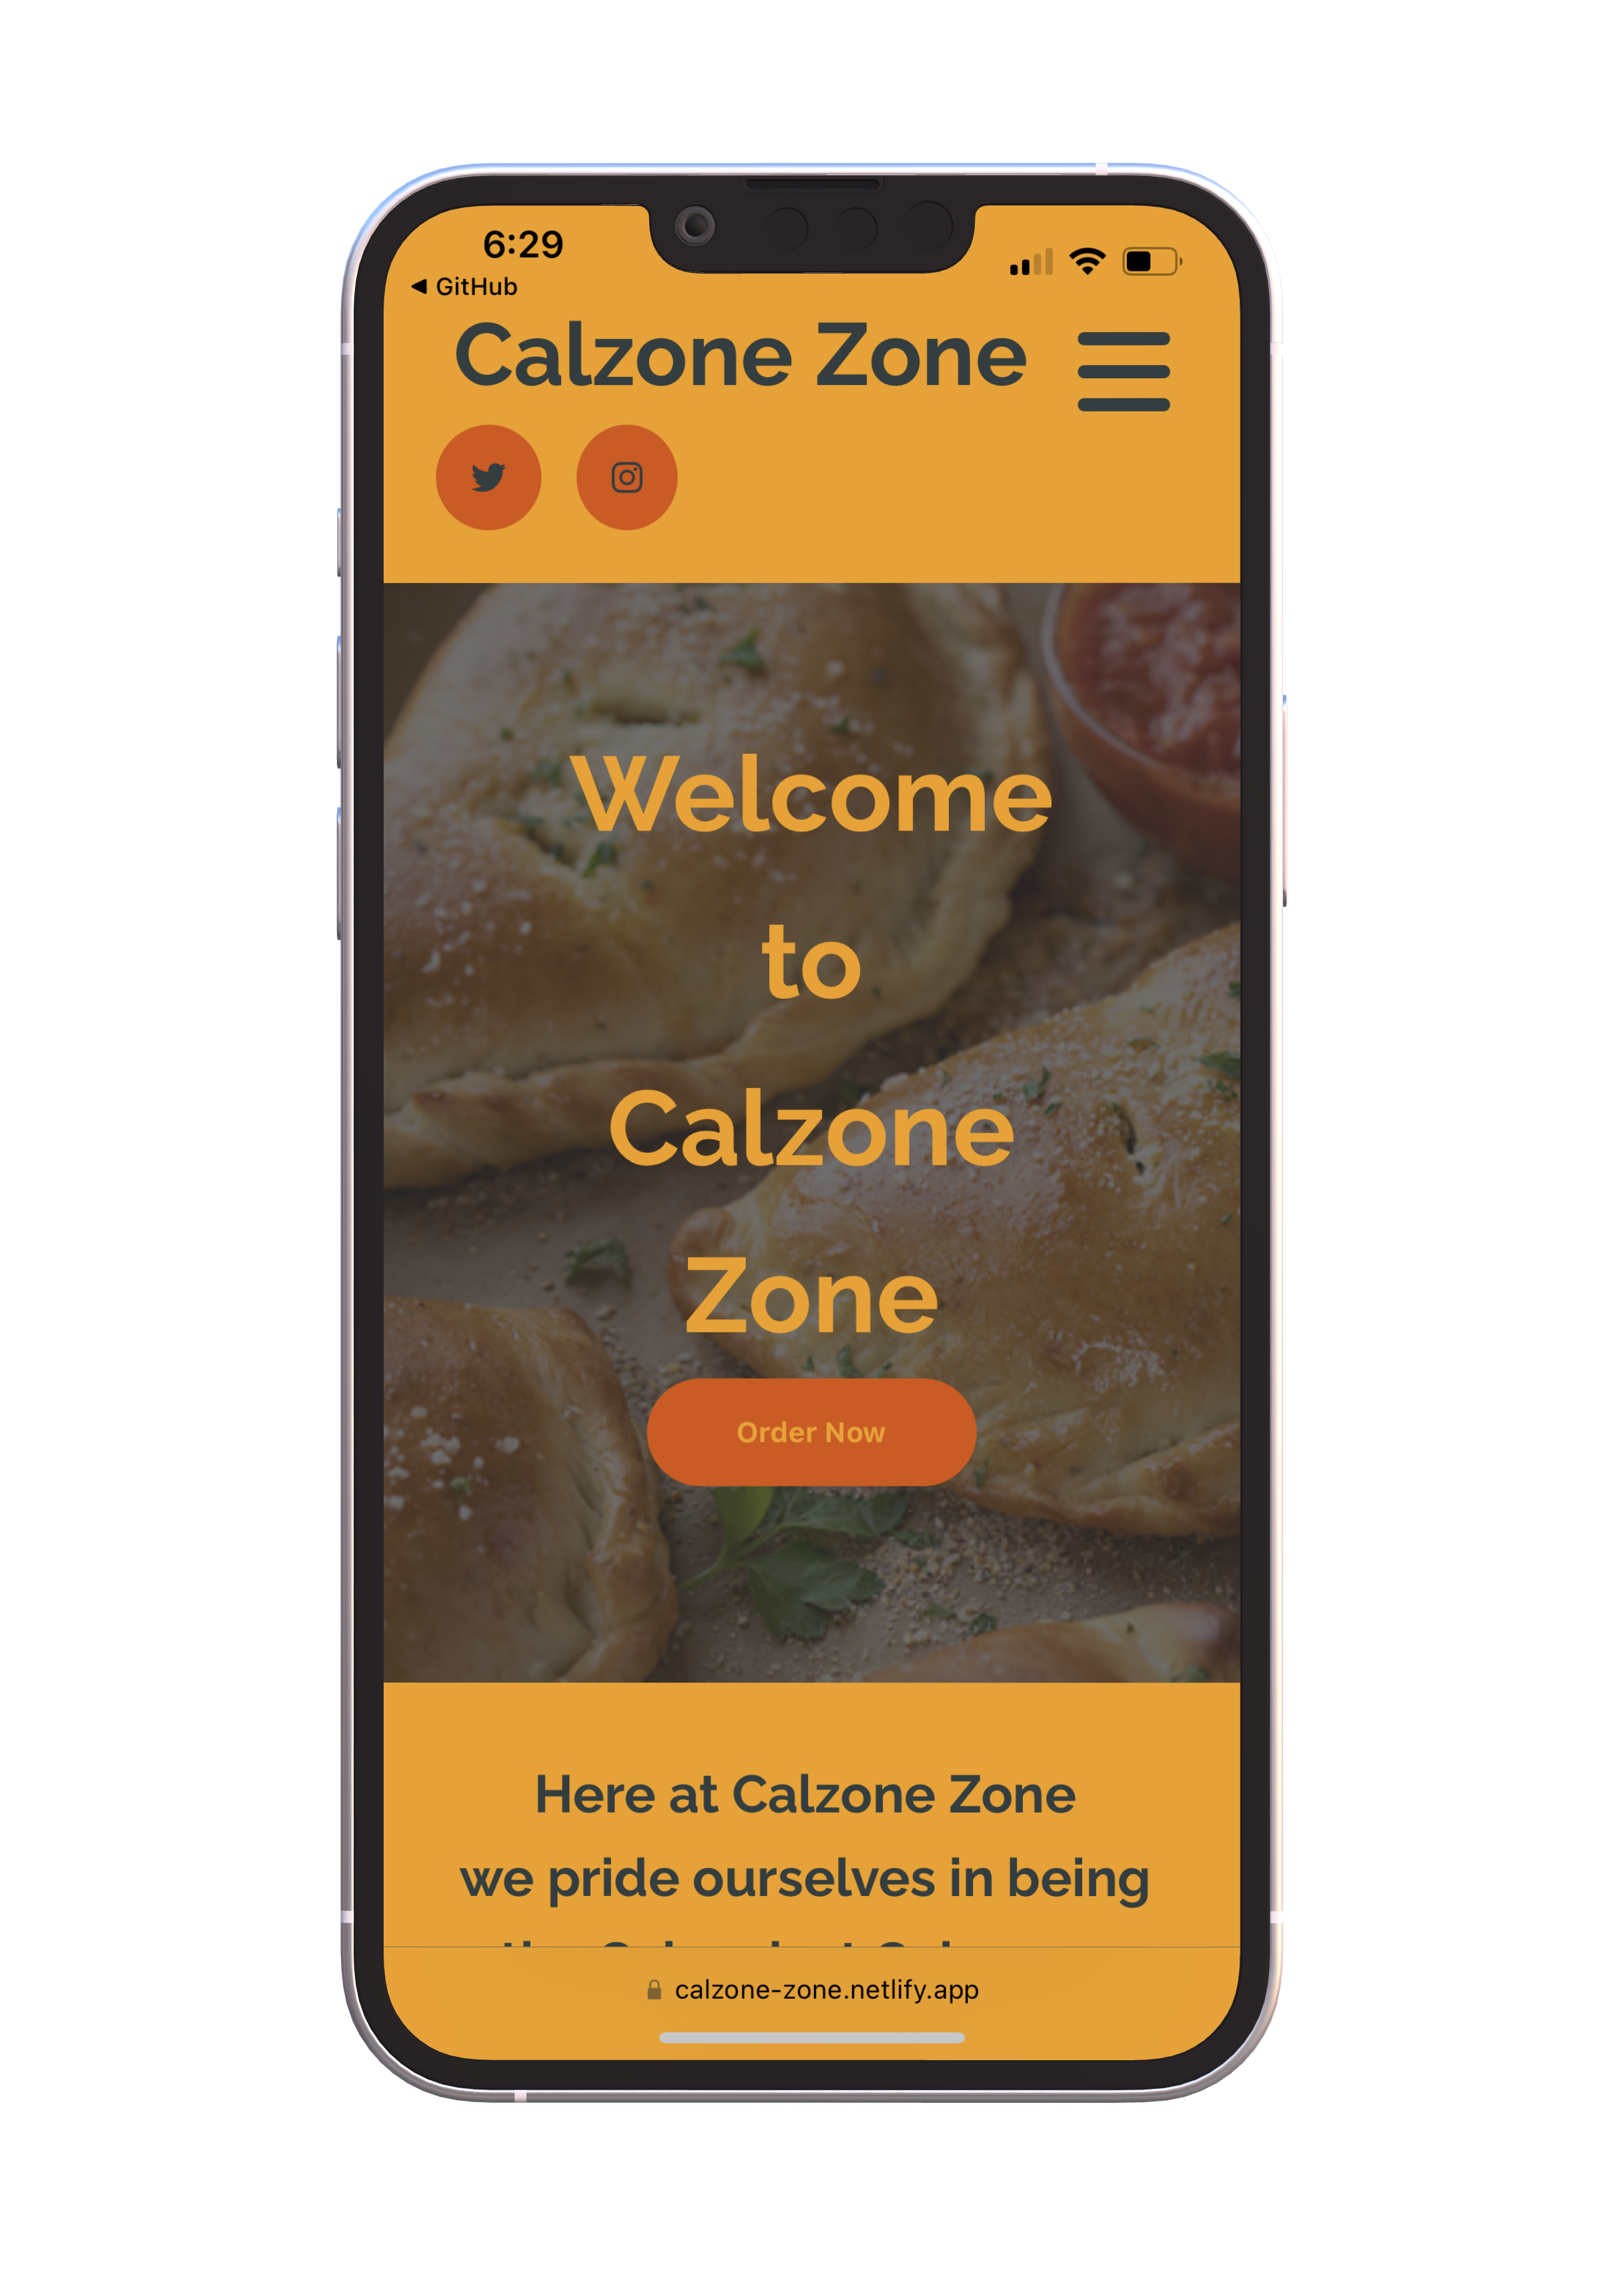 6:29
◀ GitHub
Calzone Zone
Welcome
to
Calzone
Zone
Order Now
Here at Calzone Zone
we pride ourselves in being
calzone-zone.netlify.app